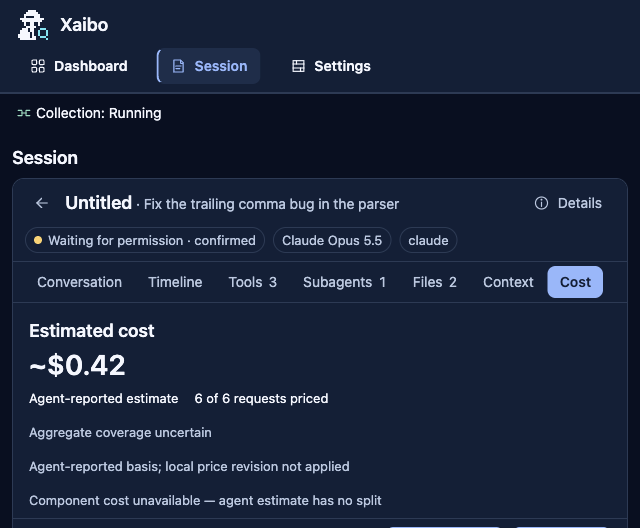 Xaibo
Dashboard Session Settings
Collection: Running
Session
Untitled · Fix the trailing comma bug in the parser Details
Waiting for permission · confirmed Claude Opus 5.5 claude
Conversation Timeline Tools 3 Subagents 1 Files 2 Context Cost
Estimated cost
~$0.42
Agent-reported estimate 6 of 6 requests priced
Aggregate coverage uncertain
Agent-reported basis; local price revision not applied
Component cost unavailable — agent estimate has no split